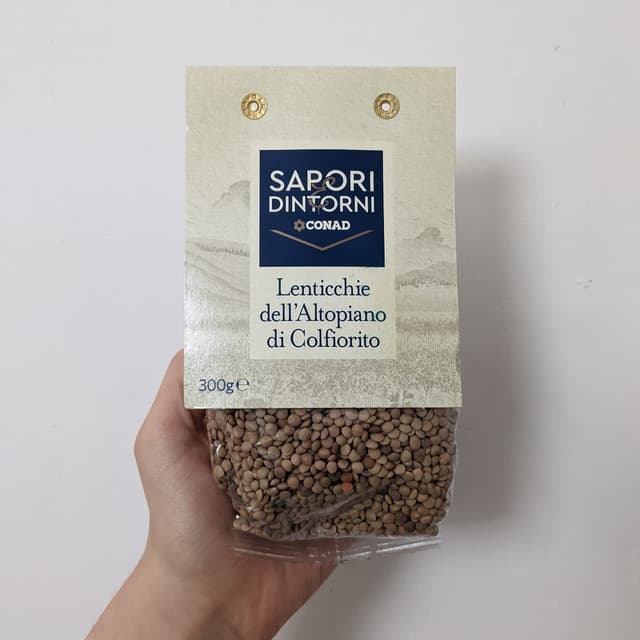 SAPORI
&
DINTORNI
CONAD
Lenticchie
dell'Altopiano
di Colfiorito
300g℮